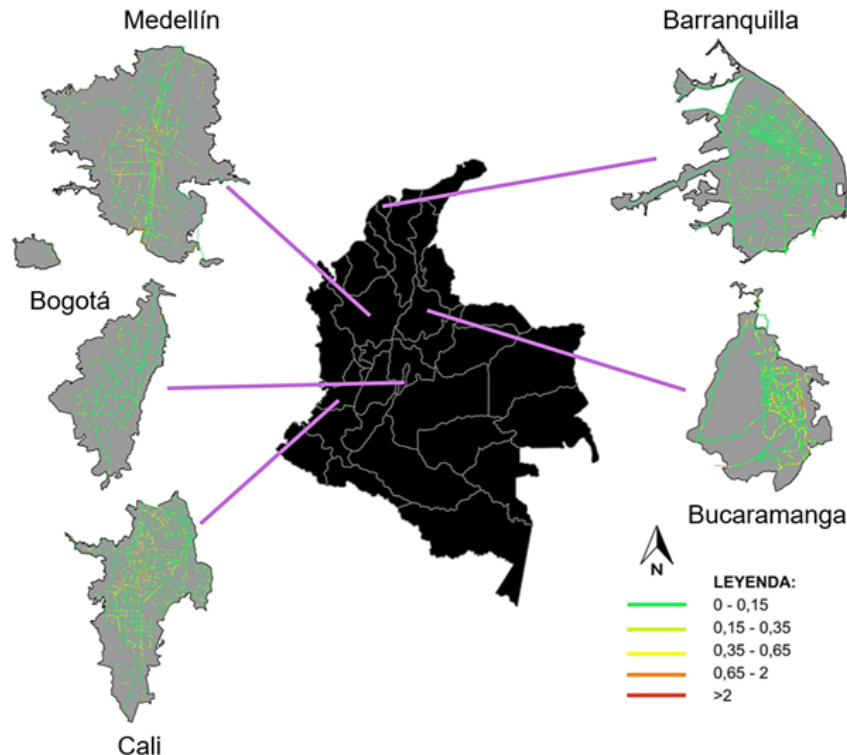 Medellín
Barranquilla
Bogotá
Bucaramanga
Cali
N
LEYENDA:
0 - 0,15
0,15 - 0,35
0,35 - 0,65
0,65 - 2
>2